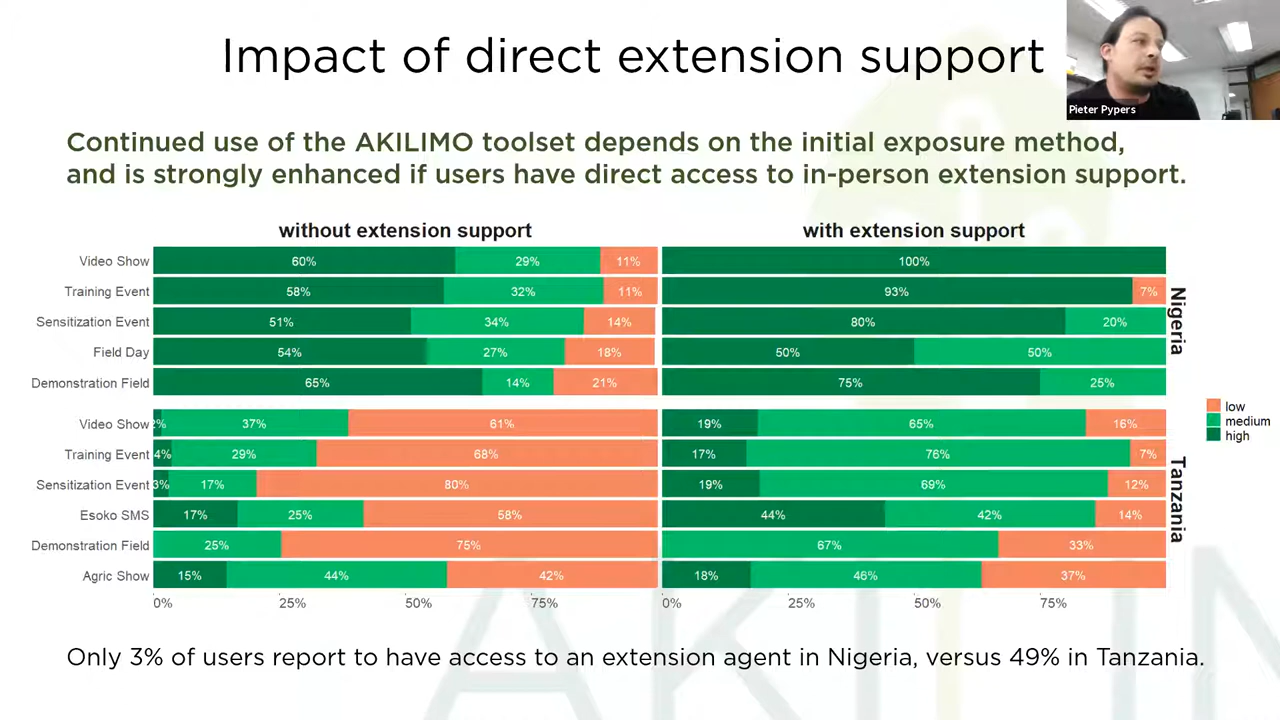 Impact of direct extension support
Pieter Pypers
Continued use of the AKILIMO toolset depends on the initial exposure method,
and is strongly enhanced if users have direct access to in-person extension support.
without extension support
with extension support
Video Show 60% 29% 11% 100%
Training Event 58% 32% 11% 93% 7%
Sensitization Event 51% 34% 14% 80% 20%
Field Day 54% 27% 18% 50% 50%
Demonstration Field 65% 14% 21% 75% 25%
Nigeria
Video Show 2% 37% 61% 19% 65% 16%
Training Event 4% 29% 68% 17% 76% 7%
Sensitization Event 3% 17% 80% 19% 69% 12%
Esoko SMS 17% 25% 58% 44% 42% 14%
Demonstration Field 25% 75% 67% 33%
Agric Show 15% 44% 42% 18% 46% 37%
Tanzania
0% 25% 50% 75% 0% 25% 50% 75%
low
medium
high
Only 3% of users report to have access to an extension agent in Nigeria, versus 49% in Tanzania.